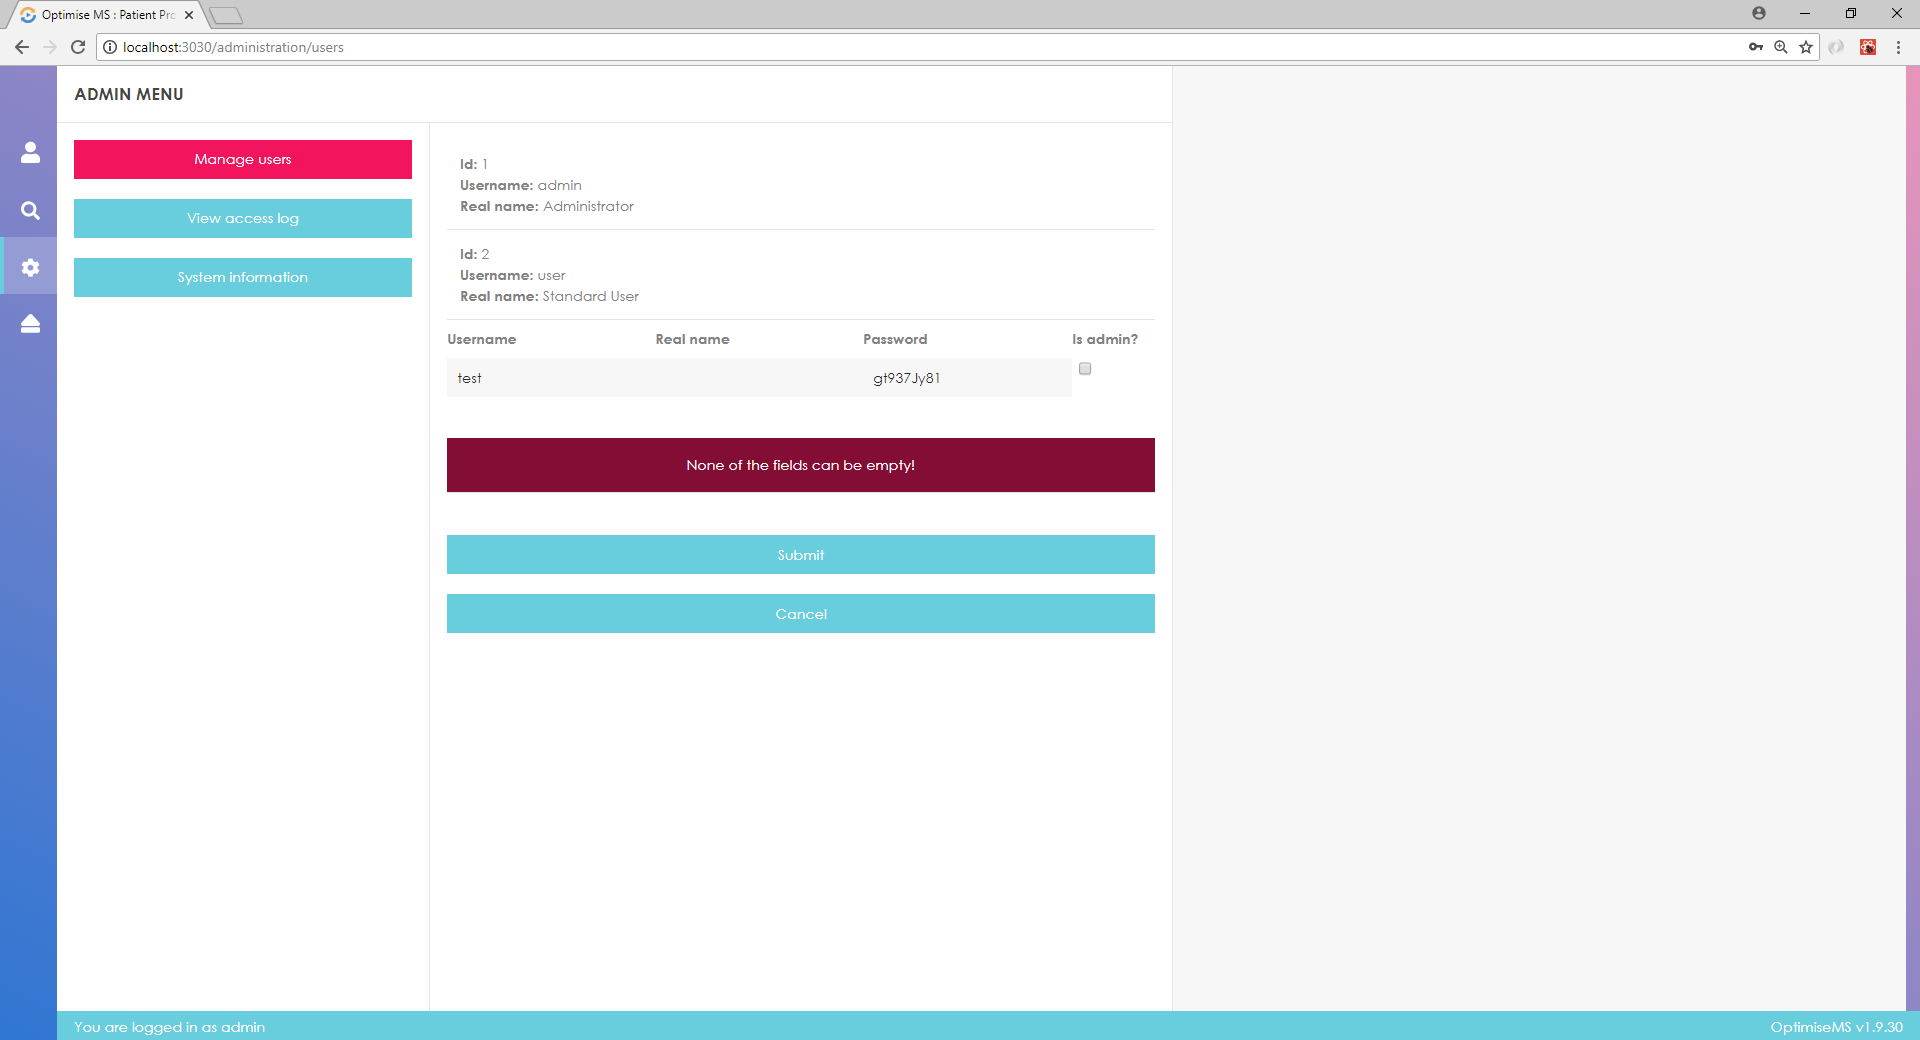 Optimise MS : Patient Pro
localhost:3030/administration/users
ADMIN MENU
Manage users
View access log
System information
Id: 1
Username: admin
Real name: Administrator
Id: 2
Username: user
Real name: Standard User
Username Real name Password Is admin?
test gt937Jy81
None of the fields can be empty!
Submit
Cancel
You are logged in as admin
OptimiseMS v1.9.30